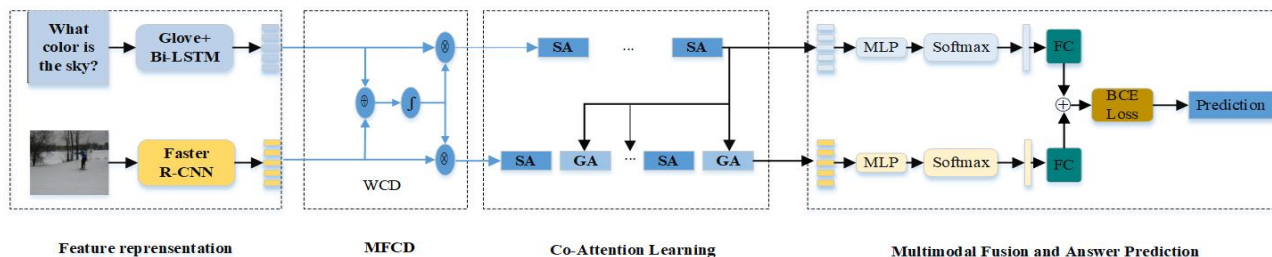 What
color is
the sky?
Glove+
Bi-LSTM
SA
...
SA
MLP
Softmax
FC
BCE
Loss
Prediction
Faster
R-CNN
WCD
SA
GA
...
SA
GA
MLP
Softmax
FC
Feature reprensentation
MFCD
Co-Attention Learning
Multimodal Fusion and Answer Prediction